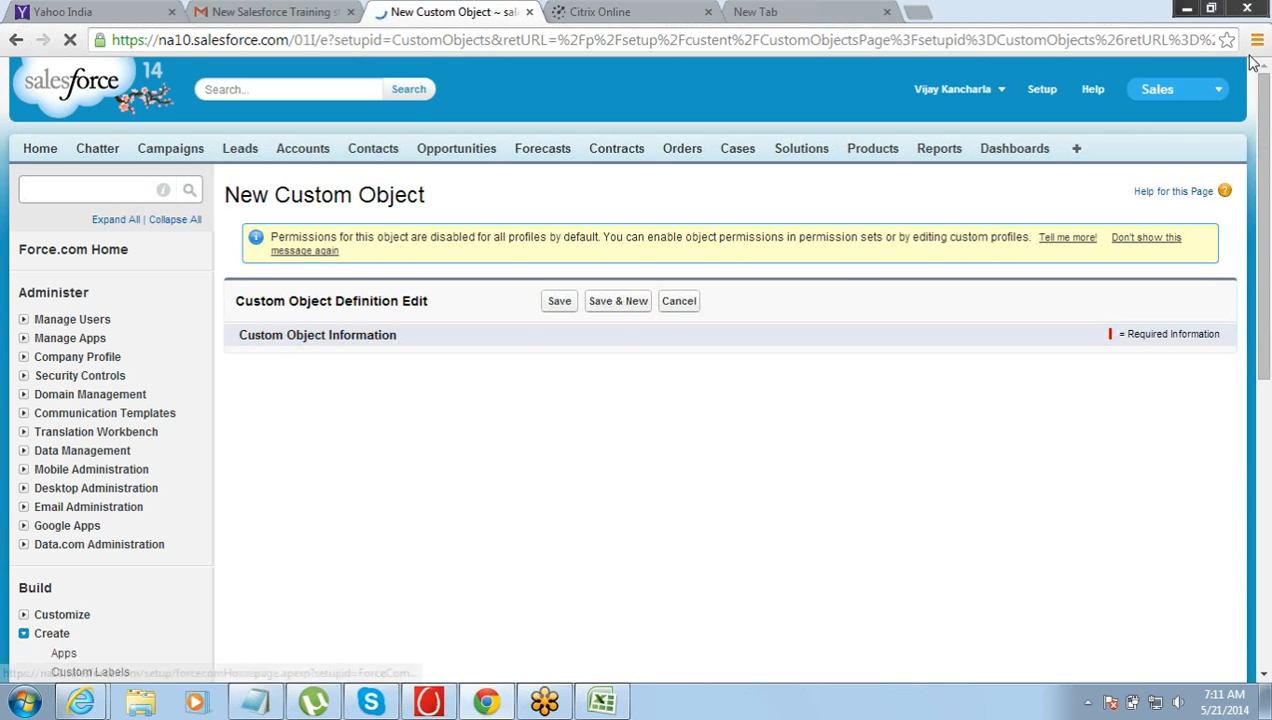 Yahoo India
New Salesforce Training st
New Custom Object ~ sal
Citrix Online
New Tab
https://na10.salesforce.com/01I/e?setupid=CustomObjects&retURL=%2Fp%2Fsetup%2Fcustent%2FCustomObjectsPage%3Fsetupid%3DCustomObjects%26retURL%3D%2
salesforce
14
Search...
Search
Vijay Kancharla
Setup
Help
Sales
Home
Chatter
Campaigns
Leads
Accounts
Contacts
Opportunities
Forecasts
Contracts
Orders
Cases
Solutions
Products
Reports
Dashboards
+
Expand All | Collapse All
Force.com Home
Administer
Manage Users
Manage Apps
Company Profile
Security Controls
Domain Management
Communication Templates
Translation Workbench
Data Management
Mobile Administration
Desktop Administration
Email Administration
Google Apps
Data.com Administration
Build
Customize
Create
Apps
Custom Labels
New Custom Object
Help for this Page
Permissions for this object are disabled for all profiles by default. You can enable object permissions in permission sets or by editing custom profiles. Tell me more! Don't show this
message again
Custom Object Definition Edit
Save
Save & New
Cancel
Custom Object Information
= Required Information
7:11 AM
5/21/2014